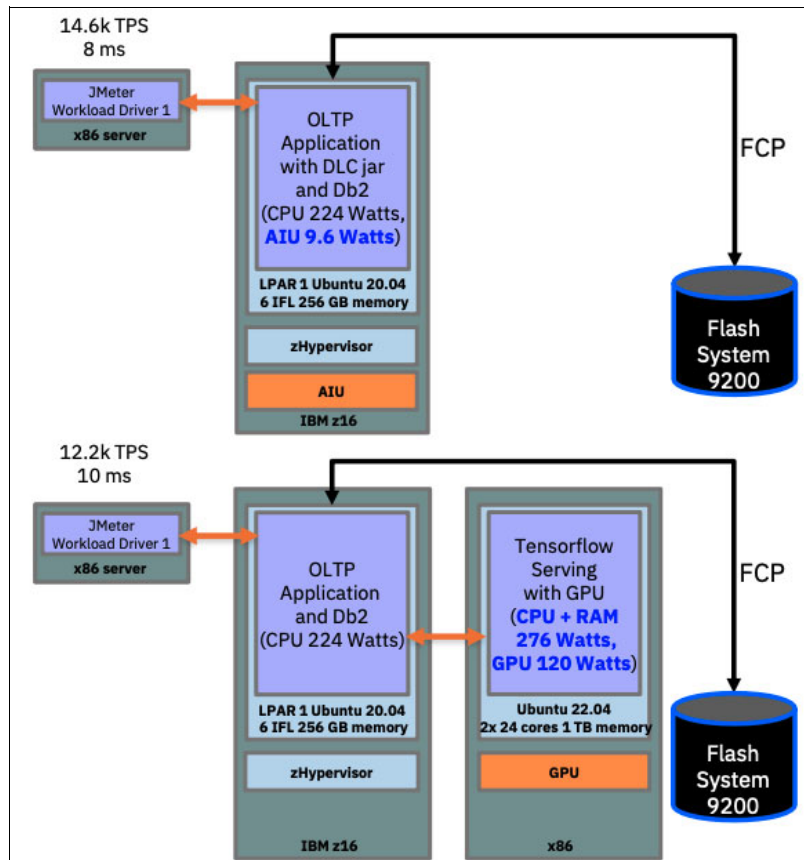 14.6k TPS
8 ms
JMeter
Workload Driver 1
x86 server
OLTP
Application
with DLC jar
and Db2
(CPU 224 Watts,
AIU 9.6 Watts)
LPAR 1 Ubuntu 20.04
6 IFL 256 GB memory
zHypervisor
AIU
IBM z16
FCP
Flash
System
9200
12.2k TPS
10 ms
JMeter
Workload Driver 1
x86 server
OLTP
Application
and Db2
(CPU 224 Watts)
LPAR 1 Ubuntu 20.04
6 IFL 256 GB memory
zHypervisor
IBM z16
Tensorflow
Serving
with GPU
(CPU + RAM
276 Watts,
GPU 120 Watts)
Ubuntu 22.04
2x 24 cores 1 TB memory
GPU
x86
FCP
Flash
System
9200